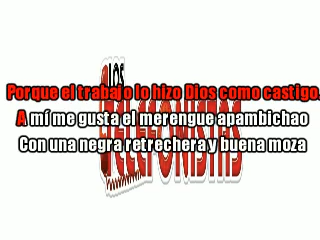 LOS
TELEFONISTAS
Porque el trabajo lo hizo Dios como castigo.
A mí me gusta el merengue apambichao
Con una negra retrechera y buena moza